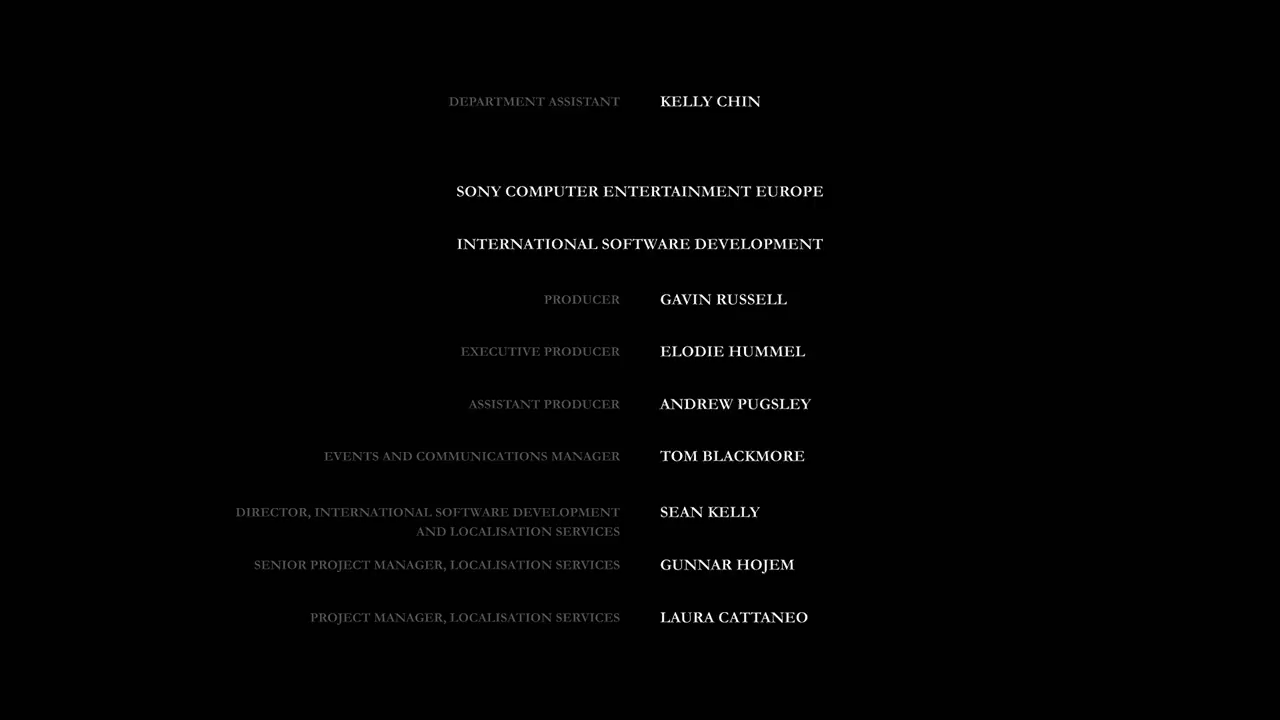 DEPARTMENT ASSISTANT KELLY CHIN
SONY COMPUTER ENTERTAINMENT EUROPE
INTERNATIONAL SOFTWARE DEVELOPMENT
PRODUCER GAVIN RUSSELL
EXECUTIVE PRODUCER ELODIE HUMMEL
ASSISTANT PRODUCER ANDREW PUGSLEY
EVENTS AND COMMUNICATIONS MANAGER TOM BLACKMORE
DIRECTOR, INTERNATIONAL SOFTWARE DEVELOPMENT SEAN KELLY
AND LOCALISATION SERVICES
SENIOR PROJECT MANAGER, LOCALISATION SERVICES GUNNAR HOJEM
PROJECT MANAGER, LOCALISATION SERVICES LAURA CATTANEO